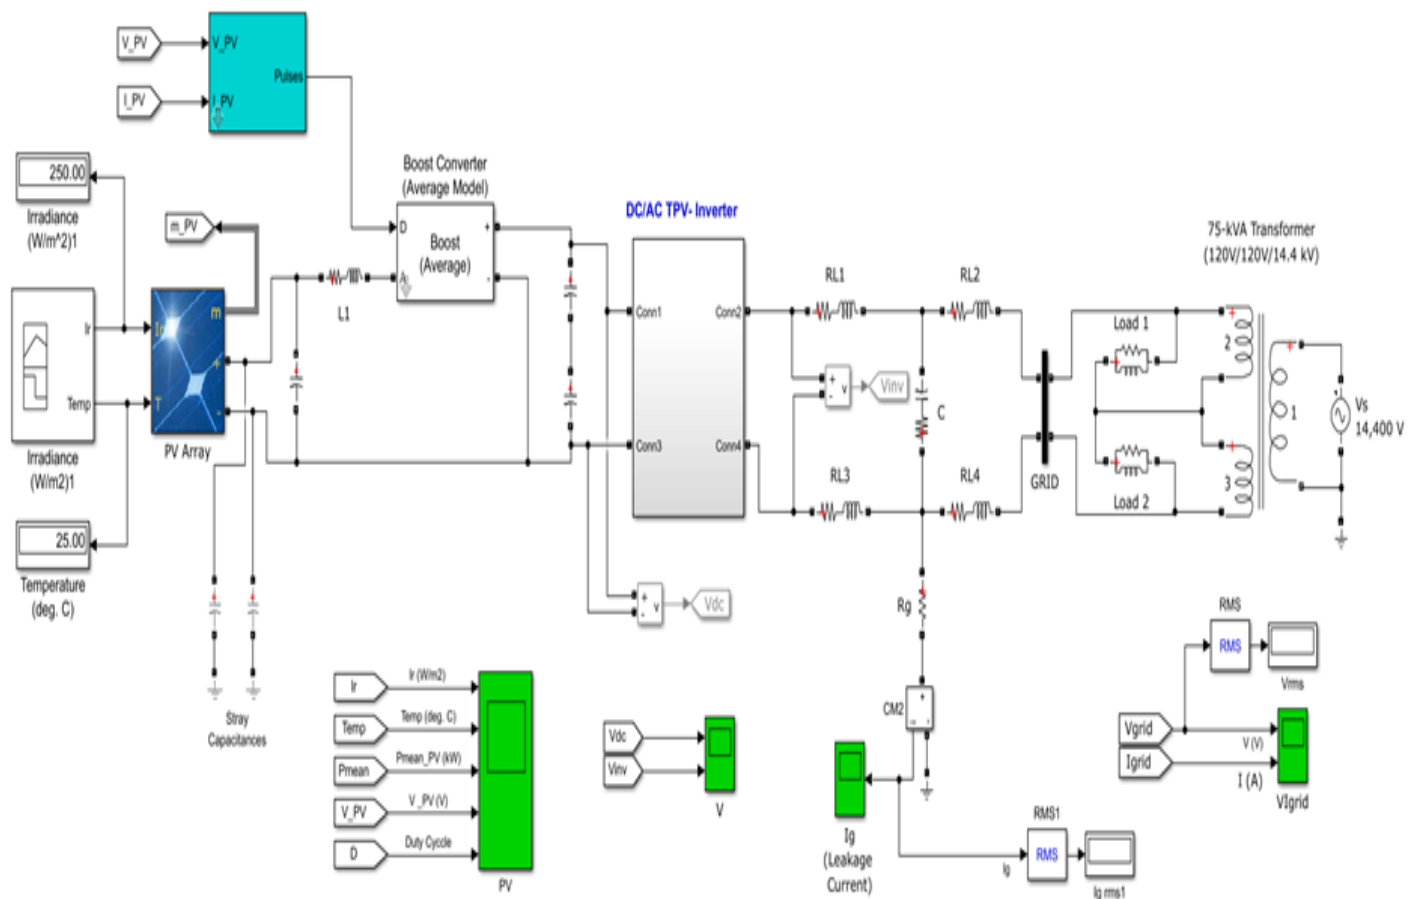 V_PV
V_PV
Pulses
I_PV
I_PV
250.00
Irradiance
(W/m^2)1
m_PV
Boost Converter
(Average Model)
D
+
Boost
(Average)
-
L1
DC/AC TPV- Inverter
Conn1
Conn2
Conn3
Conn4
75-kVA Transformer
(120V/120V/14.4 kV)
RL1
RL2
Load 1
2
1
3
Vs
14,400 V
+
-
v
Vinv
C
RL3
RL4
GRID
Load 2
Ir
m
+
Temp
T
-
PV Array
Irradiance
(W/m2)1
25.00
Temperature
(deg. C)
Stray
Capacitances
+
-
v
Vdc
Rg
CM2
RMS
RMS
Vrms
Ir
Ir (W/m2)
Temp
Temp (deg. C)
Pmean
Pmean_PV (kW)
V_PV
V _PV (V)
D
Duty Cyccle
PV
Vdc
Vinv
V
Ig
(Leakage
Current)
Vgrid
V (V)
Igrid
I (A)
VIgrid
RMS1
Ig
RMS
Ig rms1